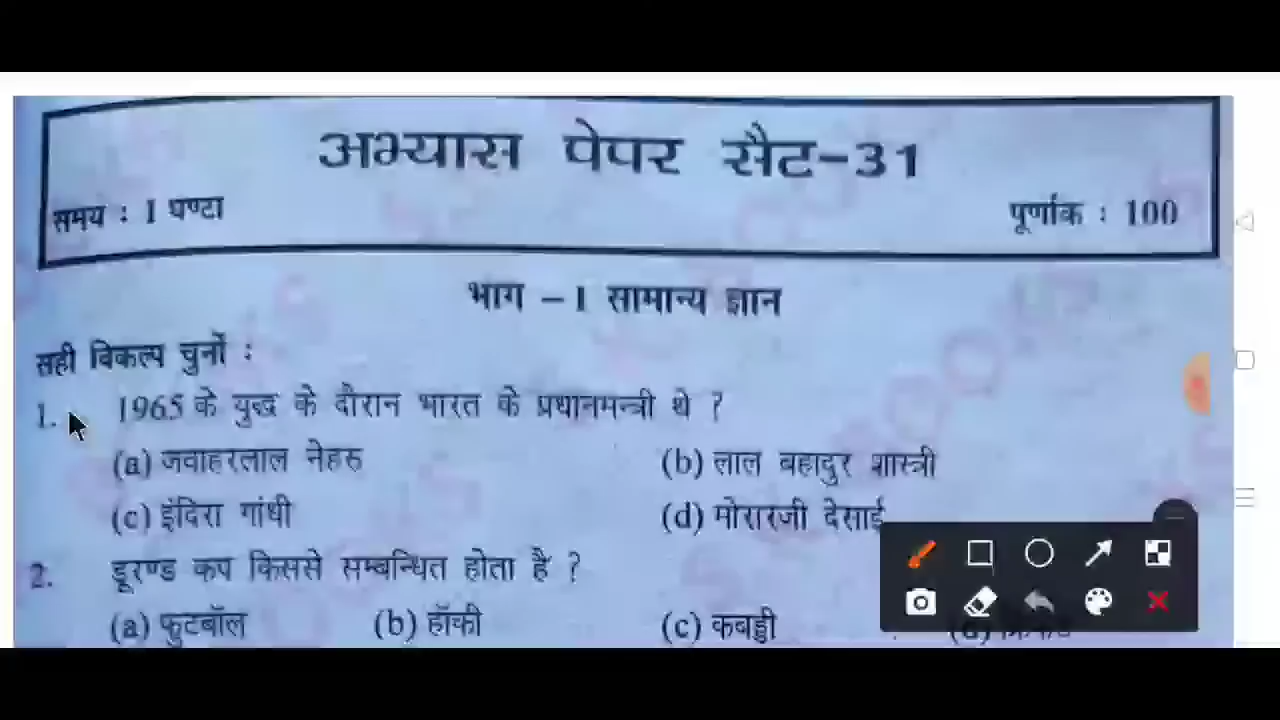 अभ्यास पेपर सैट-31
समय : 1 घण्टा पूर्णांक : 100
भाग – I सामान्य ज्ञान
सही विकल्प चुनों :
1. 1965 के युद्ध के दौरान भारत के प्रधानमन्त्री थे ?
(a) जवाहरलाल नेहरु (b) लाल बहादुर शास्त्री
(c) इंदिरा गांधी (d) मोरारजी देसाई
2. डूरण्ड कप किससे सम्बन्धित होता है ?
(a) फुटबॉल (b) हॉकी (c) कबड्डी (d)